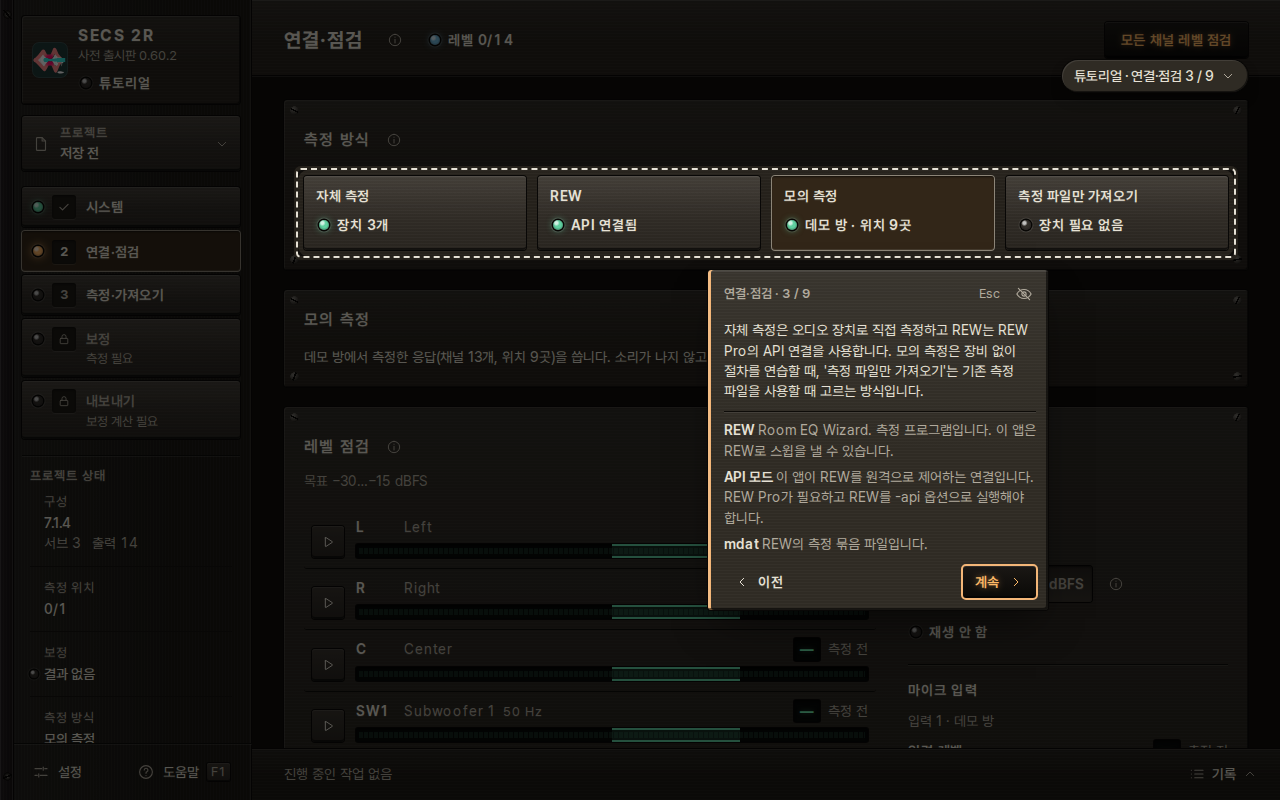 SECS 2R
사전 출시판 0.60.2
튜토리얼
프로젝트
저장 전
시스템
2 연결·점검
3 측정·가져오기
보정
측정 필요
내보내기
보정 계산 필요
프로젝트 상태
구성
7.1.4
서브 3 출력 14
측정 위치
0/1
보정
결과 없음
측정 방식
모의 측정
설정
도움말 F1
연결·점검
레벨 0/14
모든 채널 레벨 점검
튜토리얼 · 연결·점검 3 / 9
측정 방식
자체 측정
장치 3개
REW
API 연결됨
모의 측정
데모 방 · 위치 9곳
측정 파일만 가져오기
장치 필요 없음
모의 측정
데모 방에서 측정한 응답(채널 13개, 위치 9곳)을 씁니다. 소리가 나지 않고
레벨 점검
목표 −30…−15 dBFS
L Left
R Right
C Center
— 측정 전
SW1 Subwoofer 1 50 Hz
— 측정 전
연결·점검 · 3 / 9
Esc
자체 측정은 오디오 장치로 직접 측정하고 REW는 REW
Pro의 API 연결을 사용합니다. 모의 측정은 장비 없이
절차를 연습할 때, '측정 파일만 가져오기'는 기존 측정
파일을 사용할 때 고르는 방식입니다.
REW Room EQ Wizard. 측정 프로그램입니다. 이 앱은
REW로 스윕을 낼 수 있습니다.
API 모드 이 앱이 REW를 원격으로 제어하는 연결입니다.
REW Pro가 필요하고 REW를 -api 옵션으로 실행해야
합니다.
mdat REW의 측정 묶음 파일입니다.
이전
계속
dBFS
재생 안 함
마이크 입력
입력 1 · 데모 방
진행 중인 작업 없음
기록